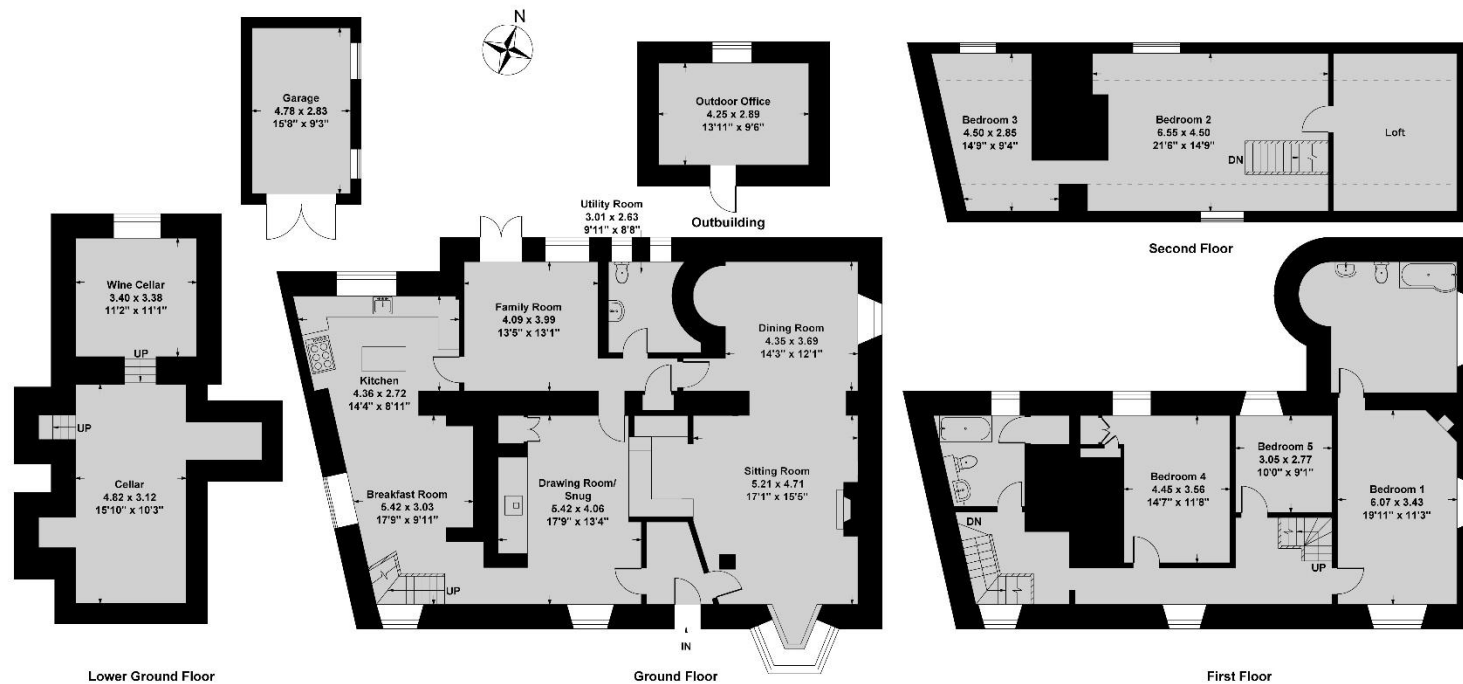 N
Garage
4.78 x 2.83
15'8" x 9'3"
Outdoor Office
4.25 x 2.89
13'11" x 9'6"
Outbuilding
Bedroom 3
4.50 x 2.85
14'9" x 9'4"
Bedroom 2
6.55 x 4.50
21'6" x 14'9"
DN
Loft
Second Floor
Wine Cellar
3.40 x 3.38
11'2" x 11'1"
UP
UP
Cellar
4.82 x 3.12
15'10" x 10'3"
Lower Ground Floor
Utility Room
3.01 x 2.63
9'11" x 8'8"
Family Room
4.09 x 3.99
13'5" x 13'1"
Dining Room
4.35 x 3.69
14'3" x 12'1"
Kitchen
4.36 x 2.72
14'4" x 8'11"
Breakfast Room
5.42 x 3.03
17'9" x 9'11"
Drawing Room/
Snug
5.42 x 4.06
17'9" x 13'4"
Sitting Room
5.21 x 4.71
17'1" x 15'5"
UP
IN
Ground Floor
Bedroom 4
4.45 x 3.56
14'7" x 11'8"
Bedroom 5
3.05 x 2.77
10'0" x 9'1"
Bedroom 1
6.07 x 3.43
19'11" x 11'3"
DN
UP
First Floor